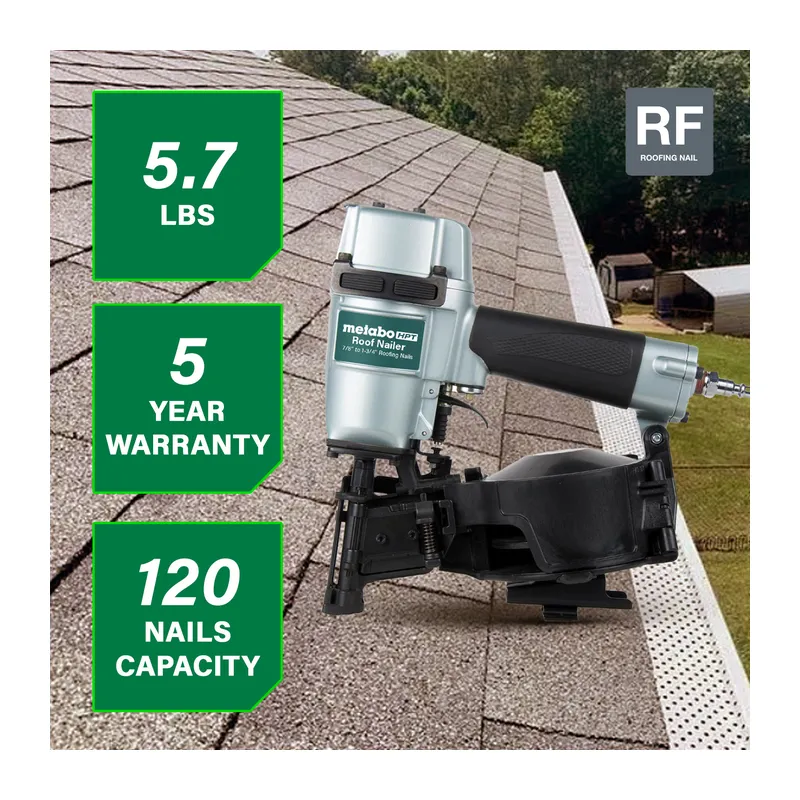 5.7
LBS
5
YEAR
WARRANTY
120
NAILS
CAPACITY
RF
ROOFING NAIL
metabo HPT
Roof Nailer
7/8" to 1-3/4" Roofing Nails